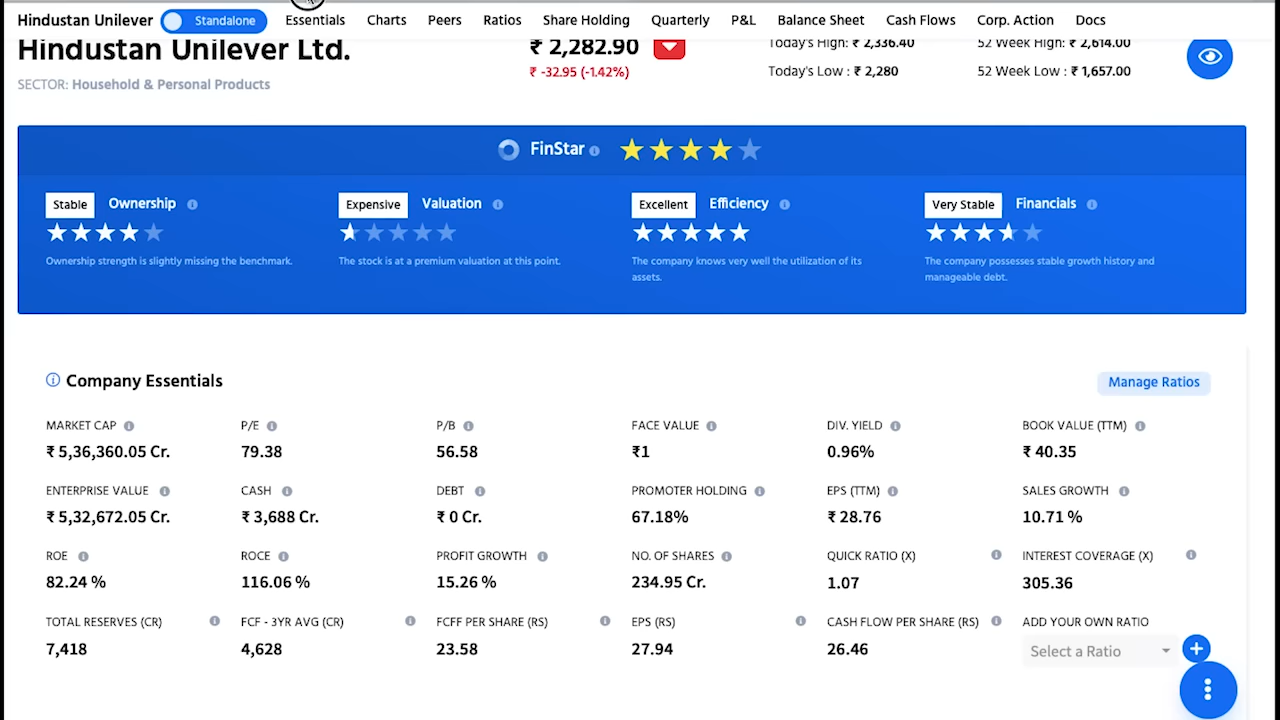 Hindustan Unilever Standalone Essentials Charts Peers Ratios Share Holding Quarterly P&L Balance Sheet Cash Flows Corp. Action Docs
Hindustan Unilever Ltd. ₹ 2,282.90 Today's High: ₹ 2,336.40 52 Week High: ₹ 2,614.00
₹ -32.95 (-1.42%) Today's Low : ₹ 2,280 52 Week Low : ₹ 1,657.00
SECTOR: Household & Personal Products
FinStar
Stable Ownership Expensive Valuation Excellent Efficiency Very Stable Financials
Ownership strength is slightly missing the benchmark. The stock is at a premium valuation at this point. The company knows very well the utilization of its The company possesses stable growth history and
assets. manageable debt.
Company Essentials Manage Ratios
MARKET CAP P/E P/B FACE VALUE DIV. YIELD BOOK VALUE (TTM)
₹ 5,36,360.05 Cr. 79.38 56.58 ₹1 0.96% ₹ 40.35
ENTERPRISE VALUE CASH DEBT PROMOTER HOLDING EPS (TTM) SALES GROWTH
₹ 5,32,672.05 Cr. ₹ 3,688 Cr. ₹ 0 Cr. 67.18% ₹ 28.76 10.71 %
ROE ROCE PROFIT GROWTH NO. OF SHARES QUICK RATIO (X) INTEREST COVERAGE (X)
82.24 % 116.06 % 15.26 % 234.95 Cr. 1.07 305.36
TOTAL RESERVES (CR) FCF - 3YR AVG (CR) FCFF PER SHARE (RS) EPS (RS) CASH FLOW PER SHARE (RS) ADD YOUR OWN RATIO
7,418 4,628 23.58 27.94 26.46 Select a Ratio